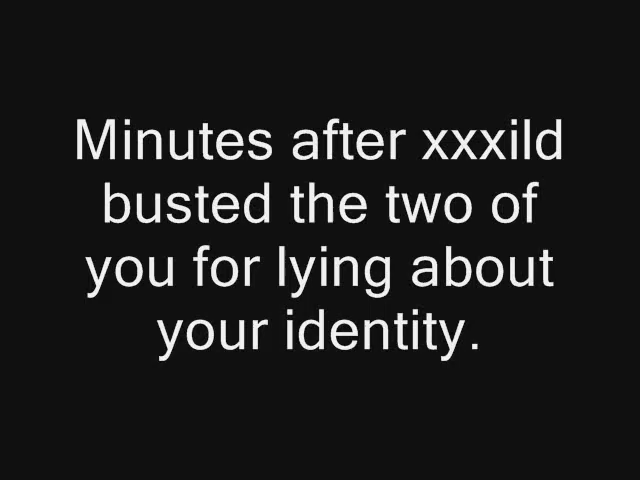 Minutes after xxxild
busted the two of
you for lying about
your identity.